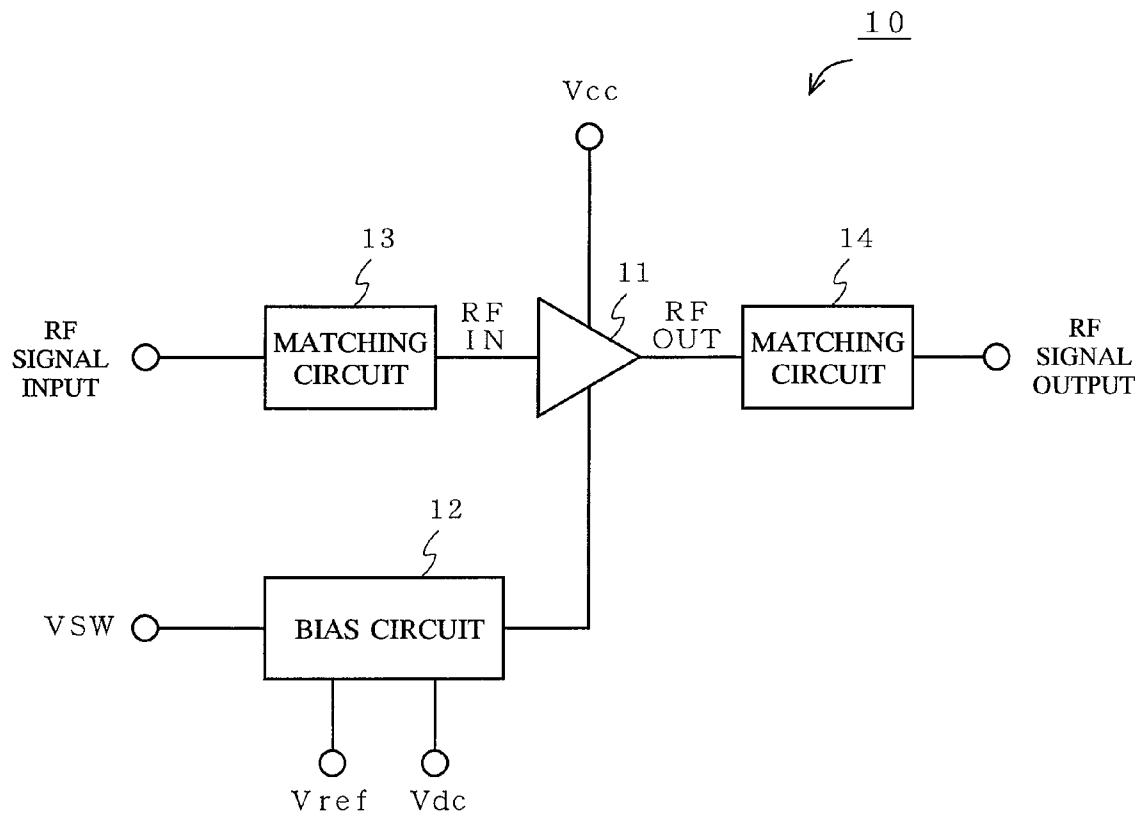 10
Vcc
13
14
11
RF
SIGNAL
INPUT
MATCHING
CIRCUIT
RF
IN
RF
OUT
MATCHING
CIRCUIT
RF
SIGNAL
OUTPUT
12
VSW
BIAS CIRCUIT
Vref
Vdc